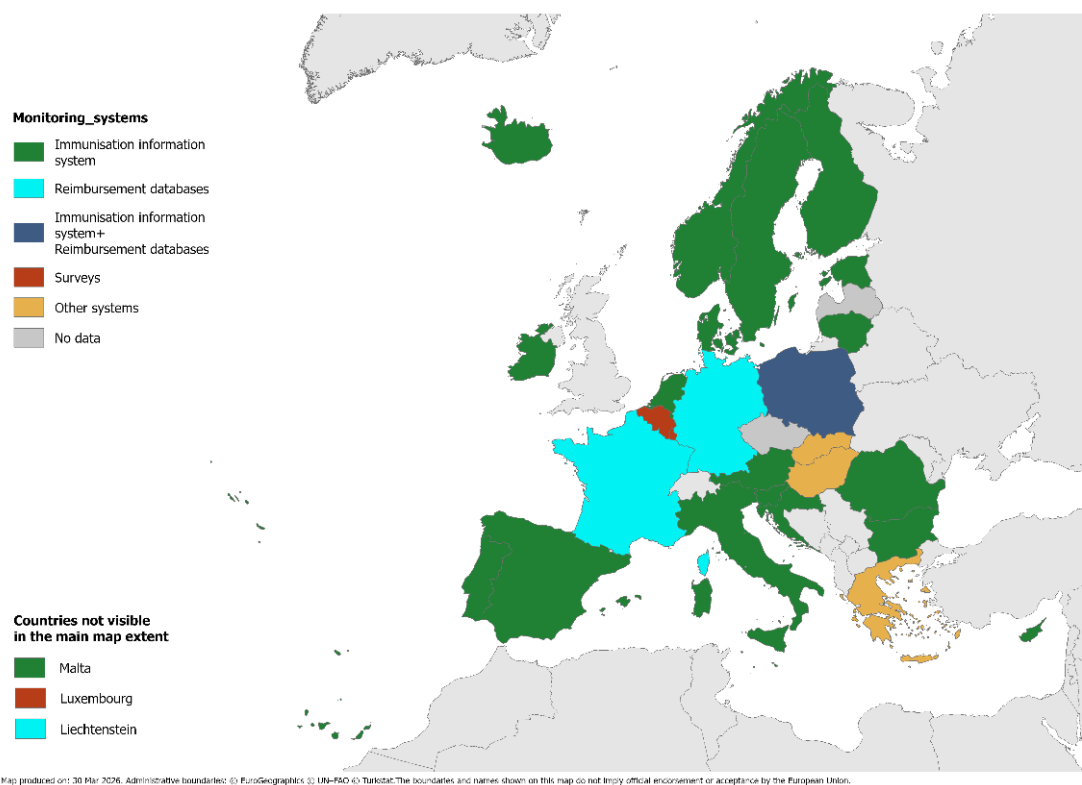 Monitoring_systems
Immunisation information
system
Reimbursement databases
Immunisation information
system+
Reimbursement databases
Surveys
Other systems
No data
Countries not visible
in the main map extent
Malta
Luxembourg
Liechtenstein
Map produced on: 30 Mar 2026. Administrative boundaries: © EuroGeographics © UN–FAO © Turkstat.The boundaries and names shown on this map do not imply official endorsement or acceptance by the European Union.